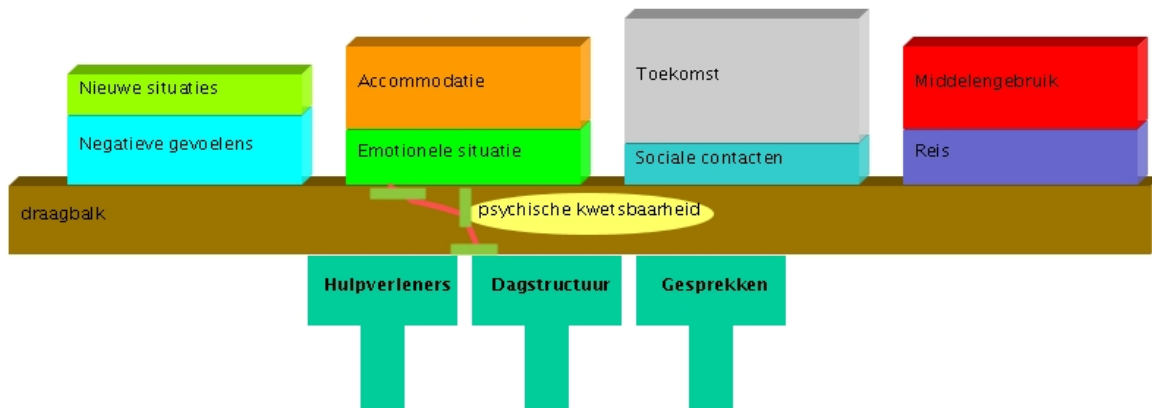 Nieuwe situaties
Negatieve gevoelens
Accommodatie
Emotionele situatie
Toekomst
Sociale contacten
Middelengebruik
Reis
draagbalk
psychische kwetsbaarheid
Hulpverleners
Dagstructuur
Gesprekken